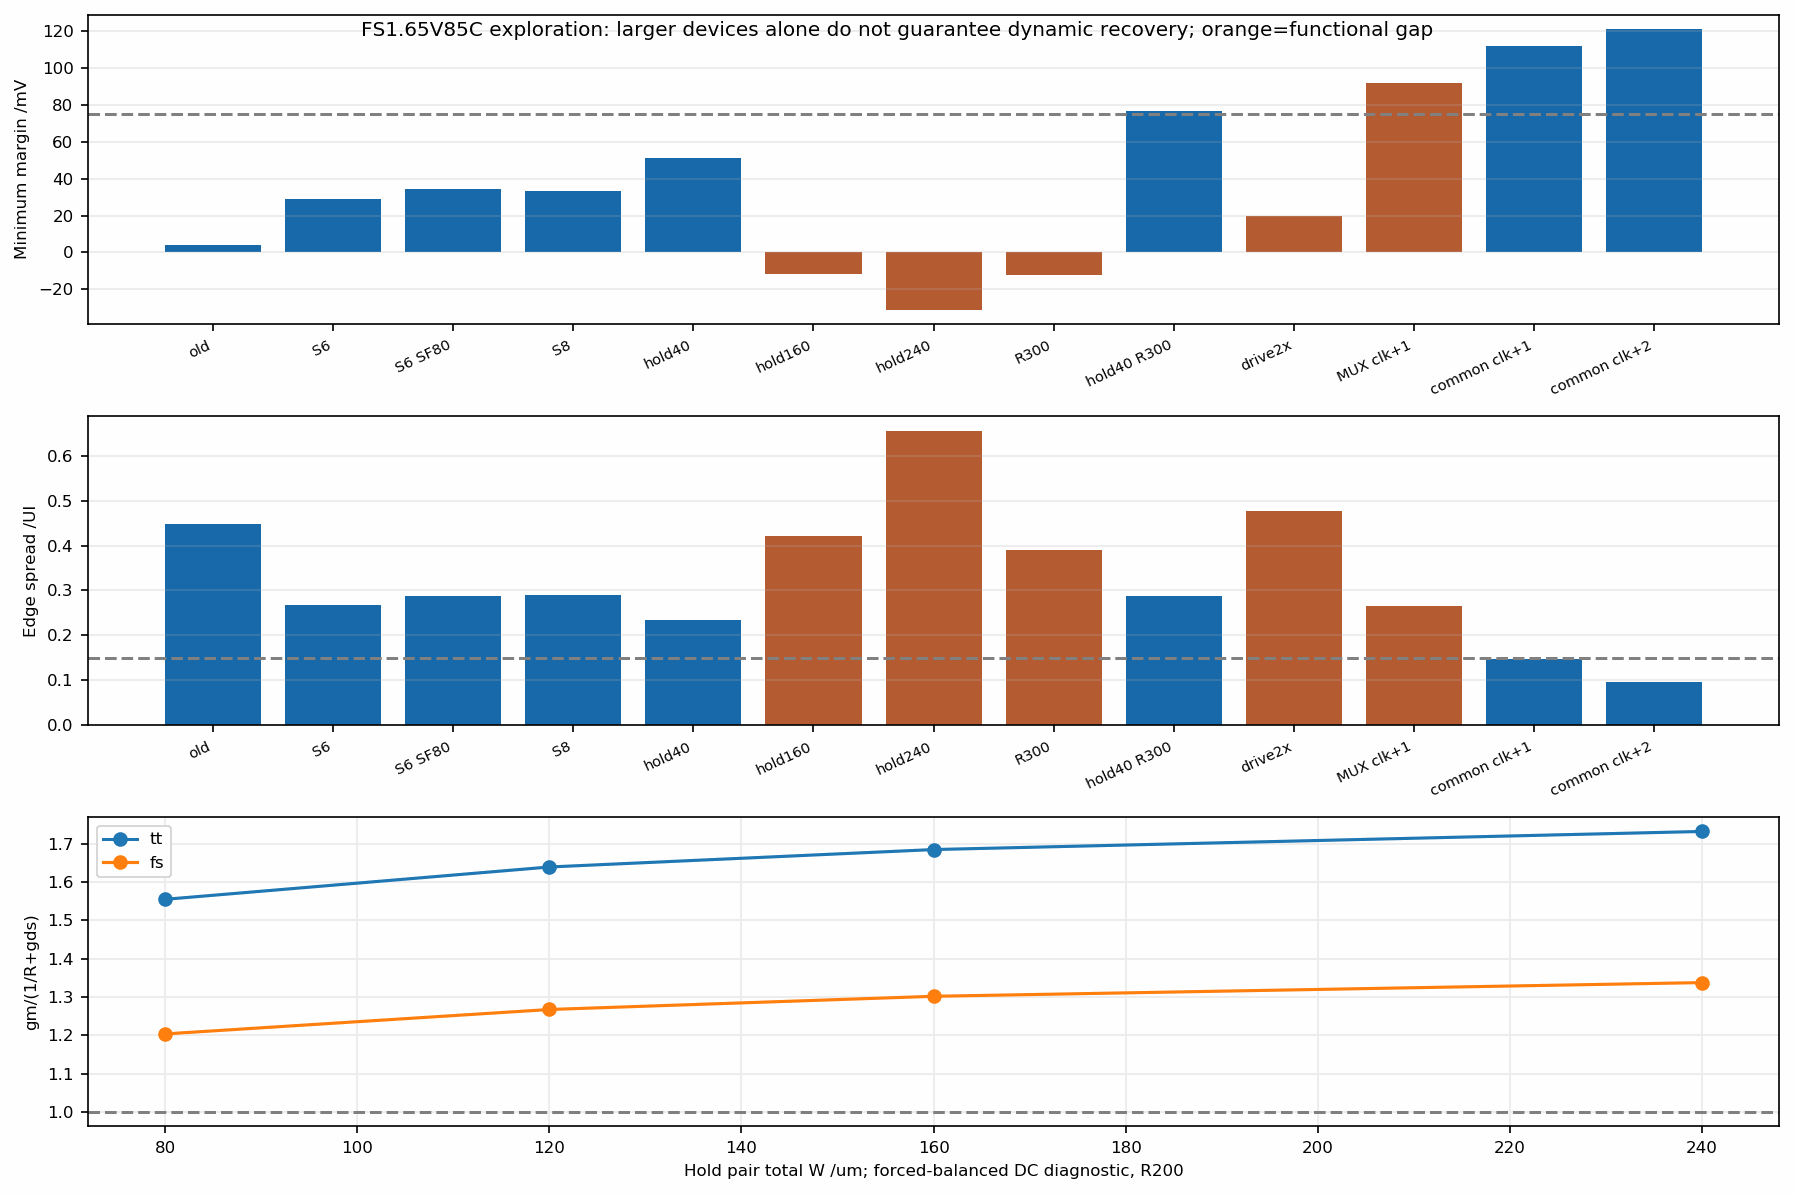 FS1.65V85C exploration: larger devices alone do not guarantee dynamic recovery; orange=functional gap
Minimum margin /mV
120
100
80
60
40
20
0
−20
old
S6
S6 SF80
S8
hold40
hold160
hold240
R300
hold40 R300
drive2x
MUX clk+1
common clk+1
common clk+2
Edge spread /UI
0.6
0.5
0.4
0.3
0.2
0.1
0.0
old
S6
S6 SF80
S8
hold40
hold160
hold240
R300
hold40 R300
drive2x
MUX clk+1
common clk+1
common clk+2
gm/(1/R+gds)
1.7
1.6
1.5
1.4
1.3
1.2
1.1
1.0
tt
fs
80
100
120
140
160
180
200
220
240
Hold pair total W /um; forced-balanced DC diagnostic, R200